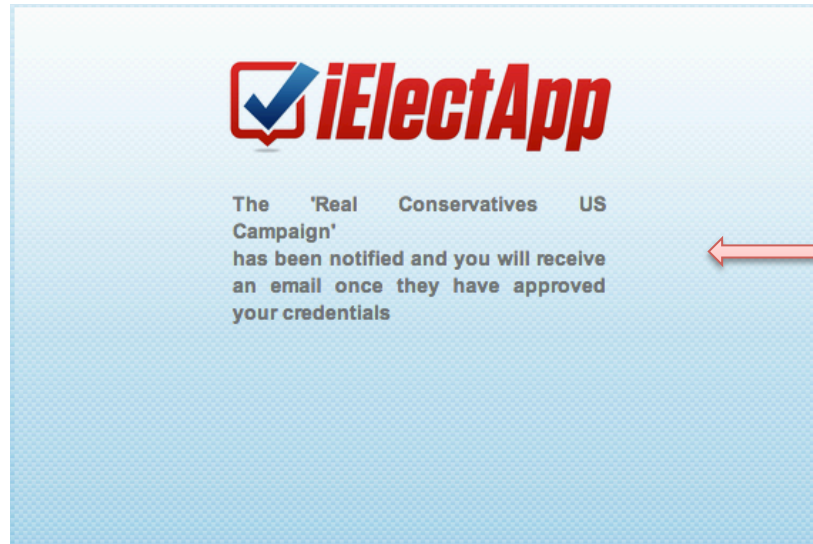 iElectApp
The 'Real Conservatives US
Campaign'
has been notified and you will receive
an email once they have approved
your credentials